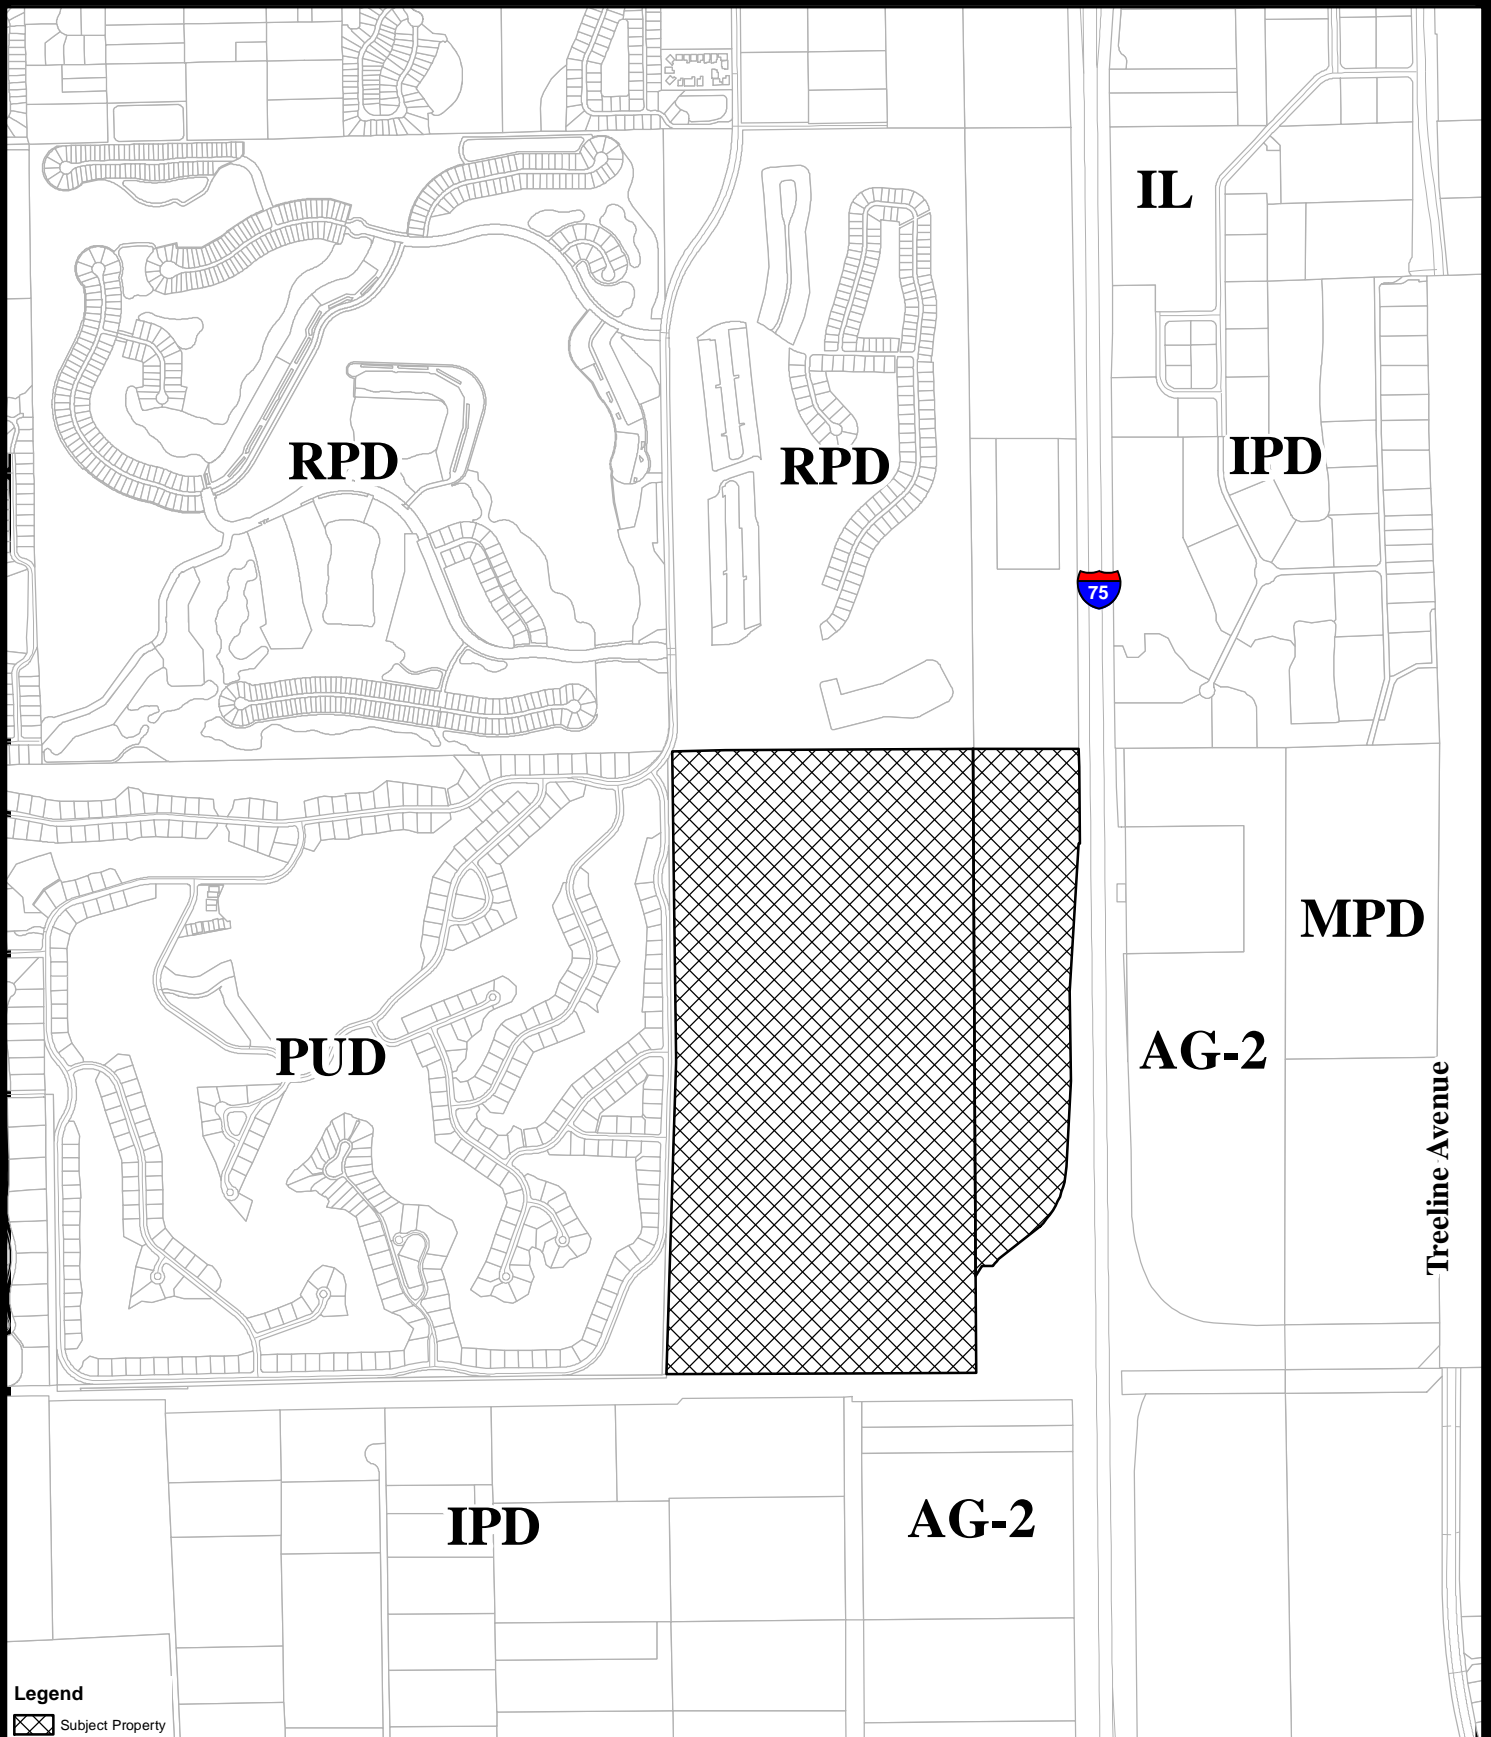 IL
RPD
RPD
IPD
75
MPD
AG-2
PUD
Treeline Avenue
IPD
AG-2
Legend
Subject Property